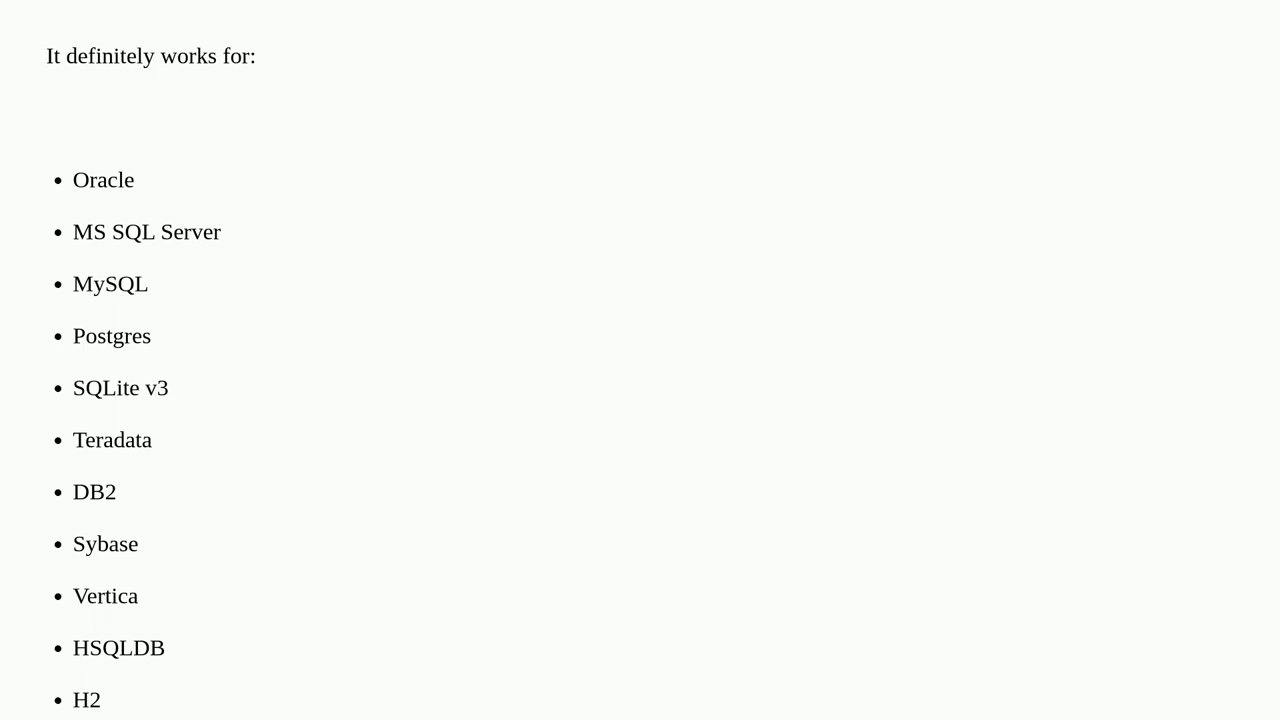 It definitely works for:
• Oracle
• MS SQL Server
• MySQL
• Postgres
• SQLite v3
• Teradata
• DB2
• Sybase
• Vertica
• HSQLDB
• H2